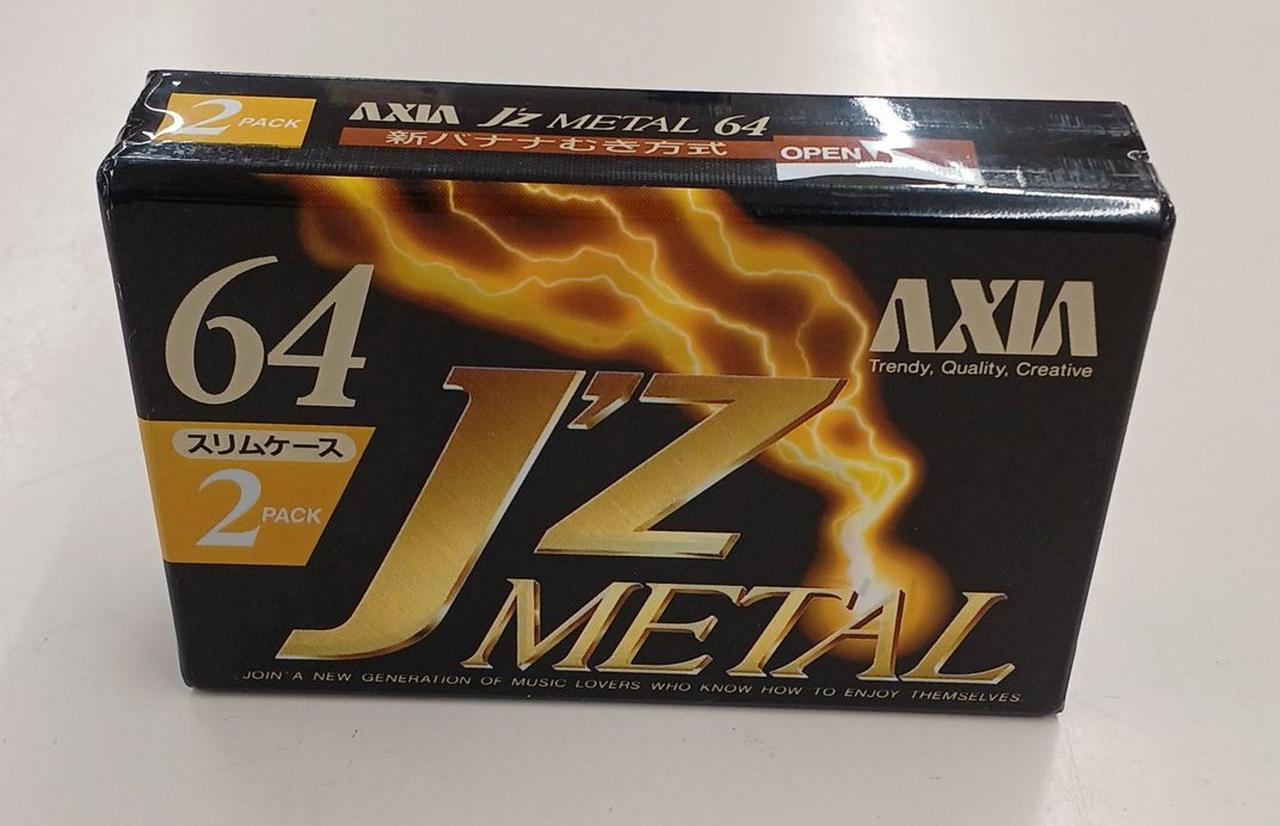 2 PACK
AXIA J'z METAL 64
新バナナむき方式
OPEN
64
AXIA
Trendy, Quality, Creative
スリムケース
2 PACK
J'Z
METAL
JOIN A NEW GENERATION OF MUSIC LOVERS WHO KNOW HOW TO ENJOY THEMSELVES